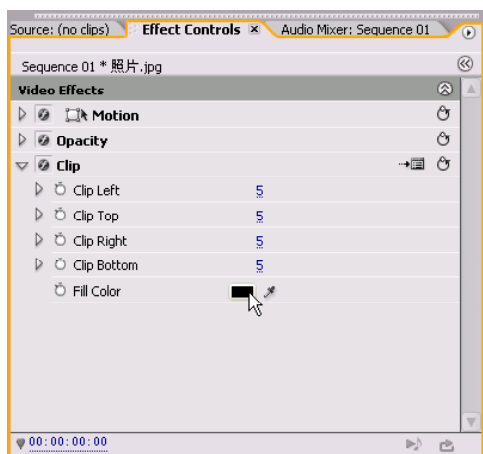 Source: (no clips) Effect Controls × Audio Mixer: Sequence 01
Sequence 01 * 照片.jpg
Video Effects
Motion
Opacity
Clip
Clip Left 5
Clip Top 5
Clip Right 5
Clip Bottom 5
Fill Color
00:00:00:00